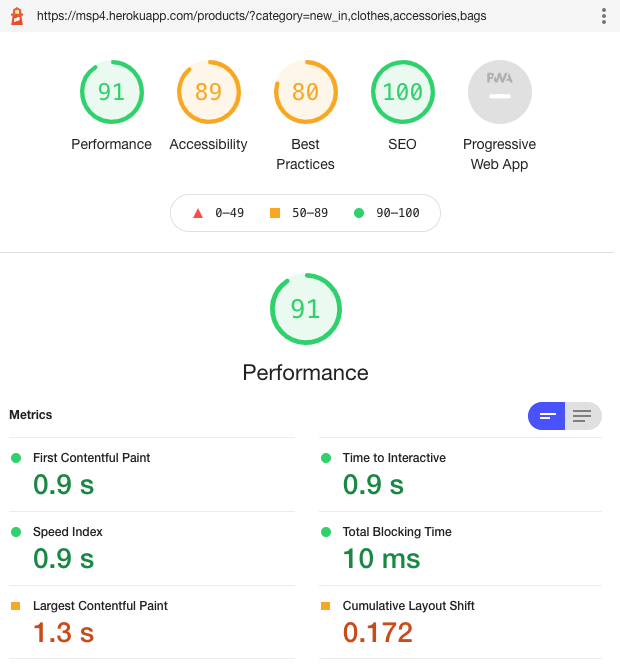 https://msp4.herokuapp.com/products/?category=new_in,clothes,accessories,bags
91 89 80 100 PWA
Performance Accessibility Best Practices SEO Progressive Web App
0–49 50–89 90–100
91
Performance
Metrics
First Contentful Paint Time to Interactive
0.9 s 0.9 s
Speed Index Total Blocking Time
0.9 s 10 ms
Largest Contentful Paint Cumulative Layout Shift
1.3 s 0.172